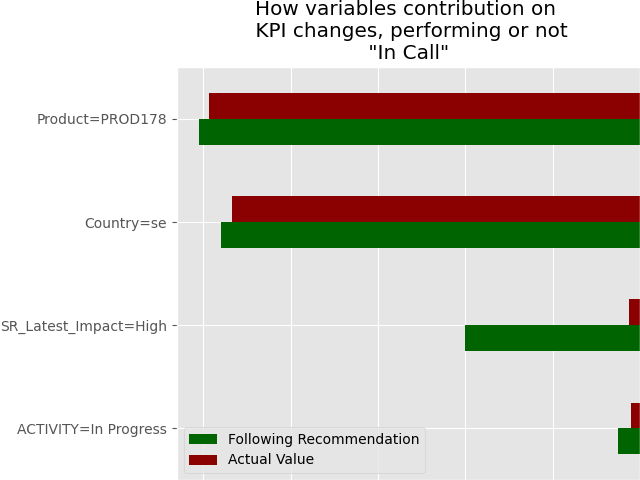 How variables contribution on
KPI changes, performing or not
"In Call"
Product=PROD178
Country=se
SR_Latest_Impact=High
ACTIVITY=In Progress
Following Recommendation
Actual Value